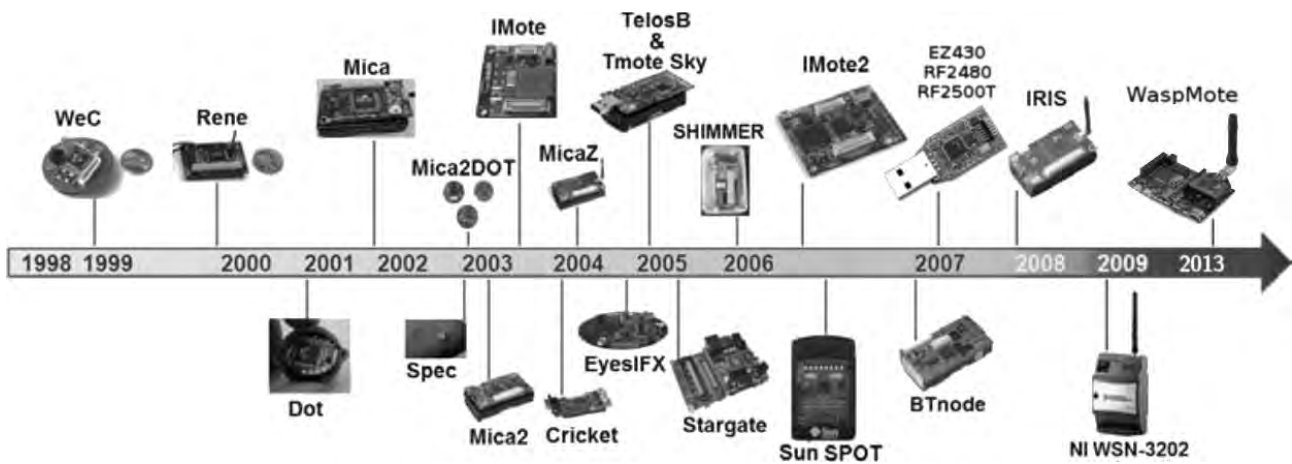 TelosB
&
Tmote Sky
IMote
Mica
IMote2
EZ430
RF2480
RF2500T
IRIS
WaspMote
WeC
Rene
SHIMMER
MicaZ
Mica2DOT
1998 1999 2000 2001 2002 2003 2004 2005 2006 2007 2008 2009 2013
Spec
EyesIFX
Dot
Mica2
Cricket
Stargate
BTnode
Sun SPOT
NI WSN-3202